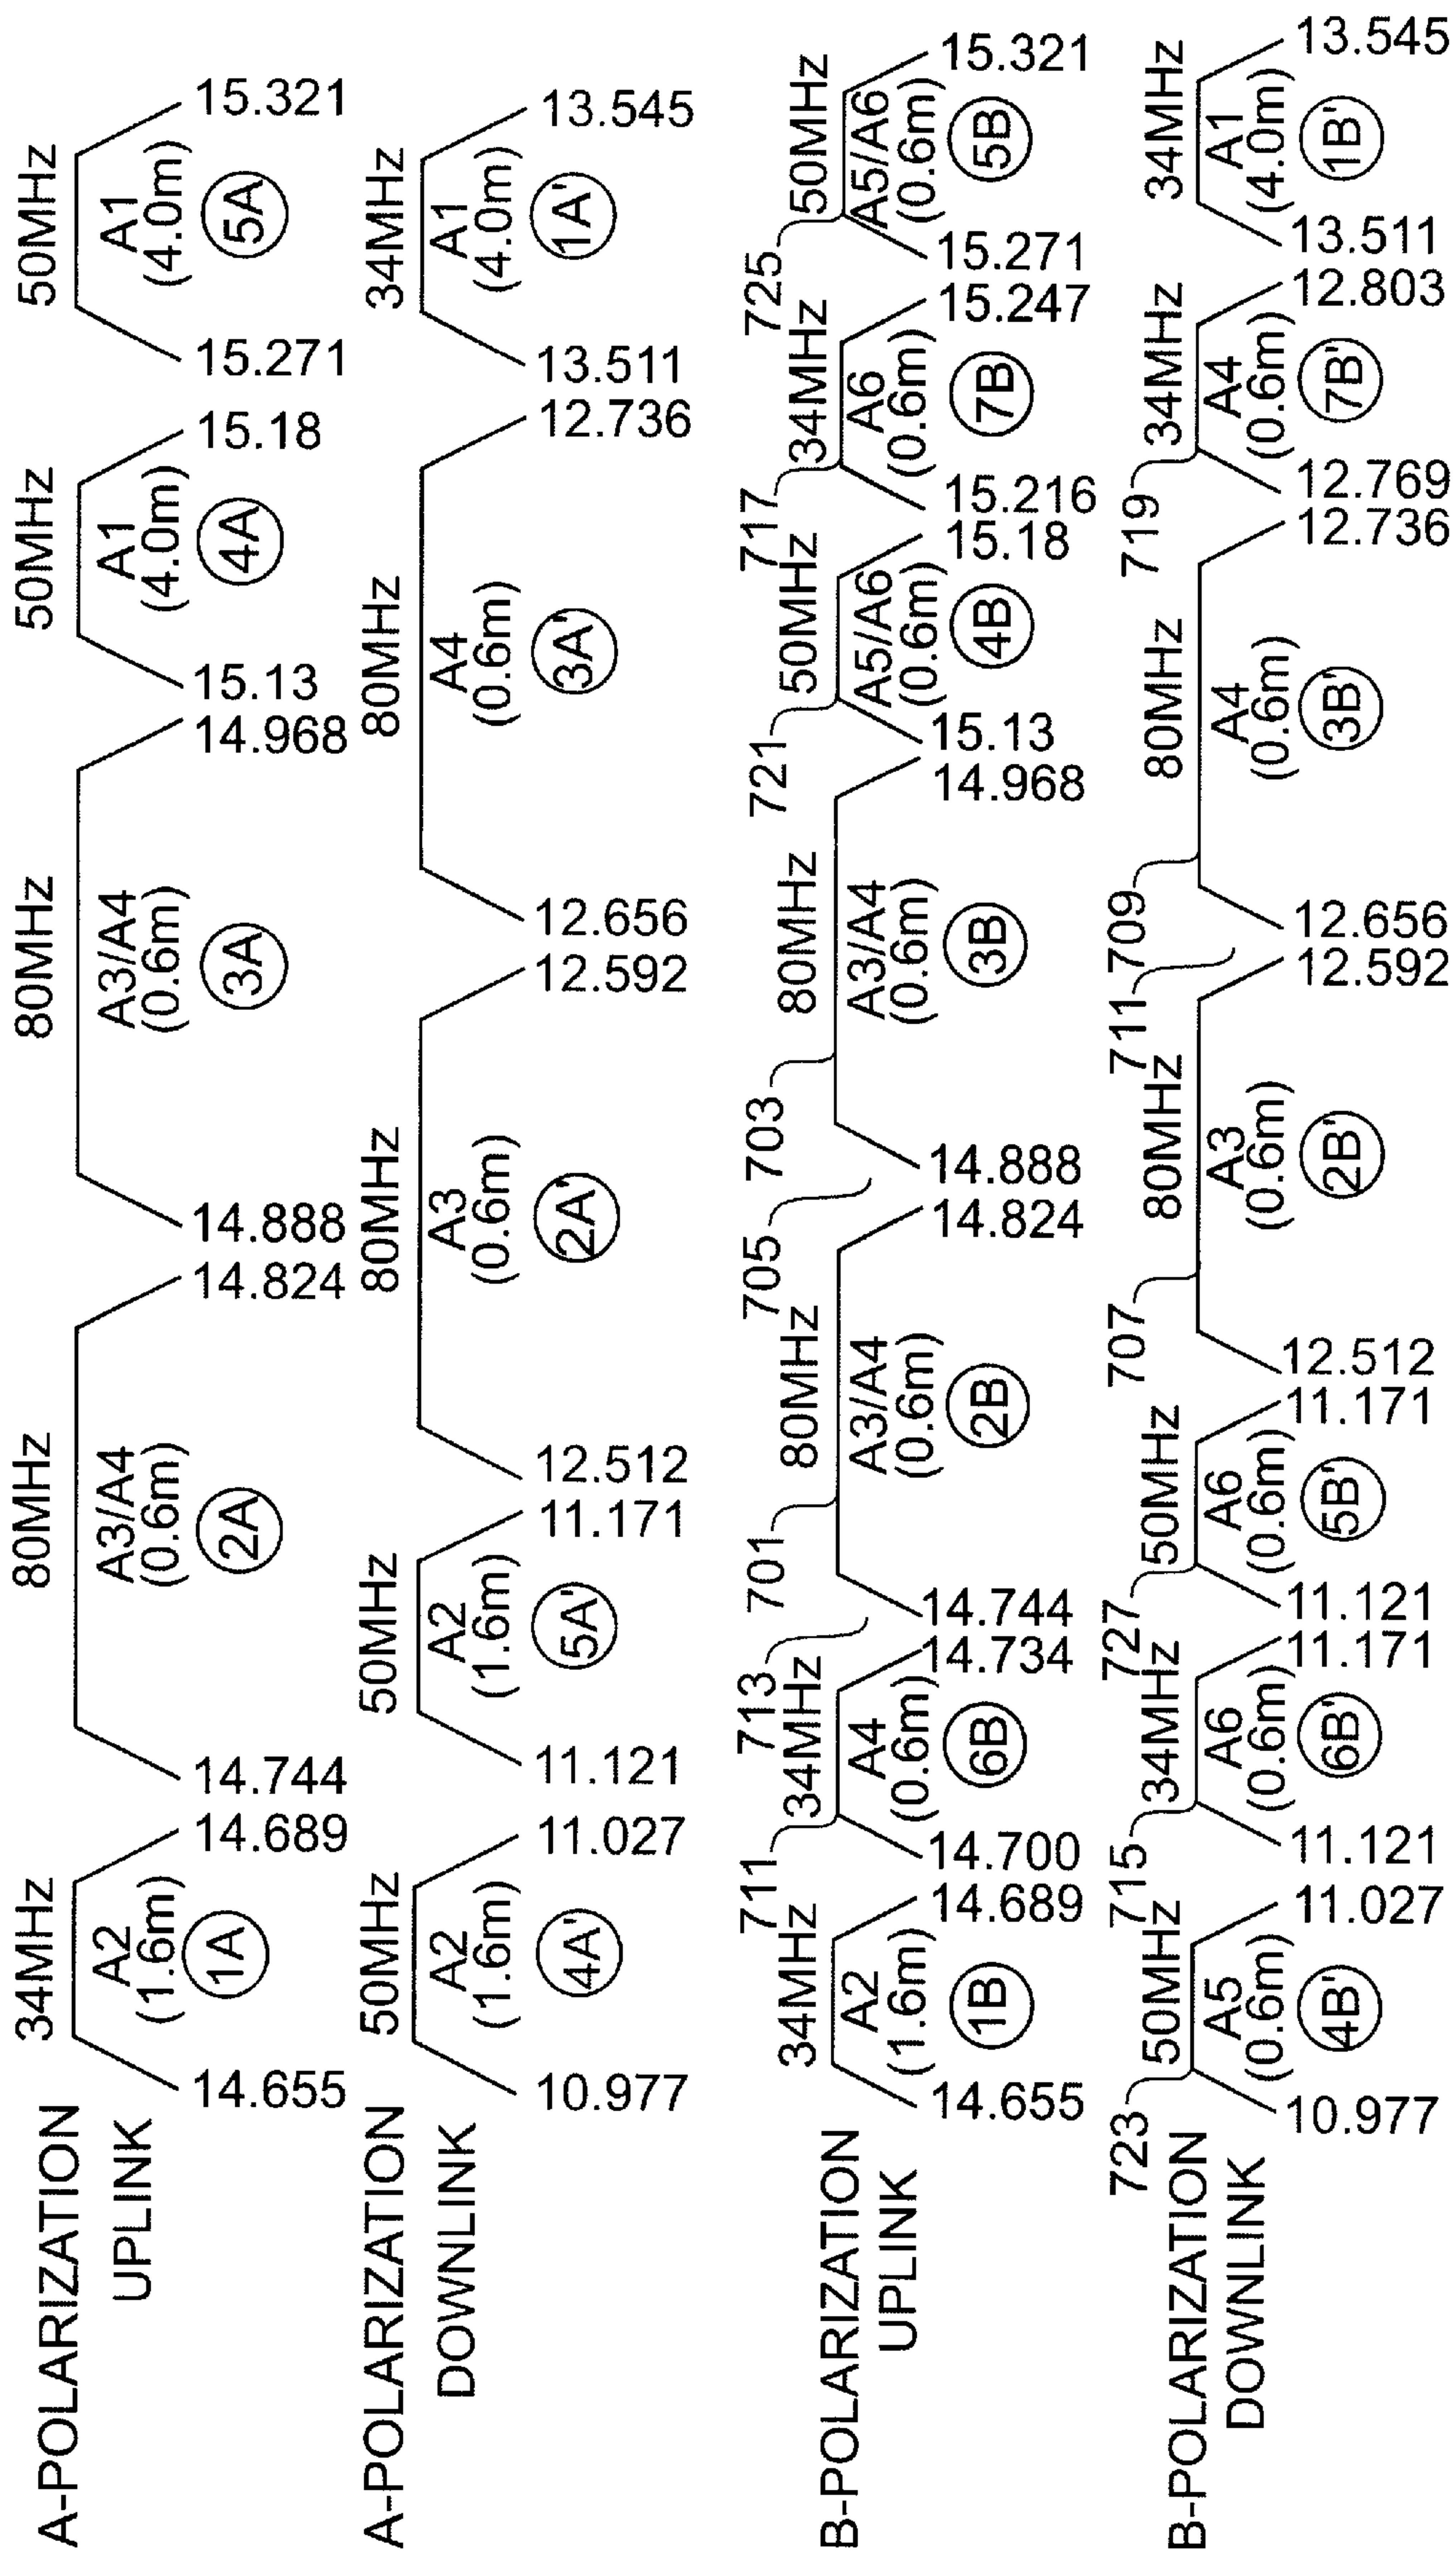 A-POLARIZATION
UPLINK
34MHz
A2
(1.6m)
1A
14.655
14.689
80MHz
A3/A4
(0.6m)
2A
14.744
14.824
80MHz
A3/A4
(0.6m)
3A
14.888
14.968
50MHz
A1
(4.0m)
4A
15.13
15.18
50MHz
A1
(4.0m)
5A
15.271
15.321
A-POLARIZATION
DOWNLINK
50MHz
A2
(1.6m)
4A'
10.977
11.027
50MHz
A2
(1.6m)
5A'
11.121
11.171
80MHz
A3
(0.6m)
2A'
12.512
12.592
80MHz
A4
(0.6m)
3A'
12.656
12.736
34MHz
A1
(4.0m)
1A'
13.511
13.545
B-POLARIZATION
UPLINK
34MHz
A2
(1.6m)
1B
14.655
14.689
711
34MHz
A4
(0.6m)
6B
14.700
14.734
713
701
80MHz
A3/A4
(0.6m)
2B
14.744
14.824
705
703
80MHz
A3/A4
(0.6m)
3B
14.888
14.968
721
50MHz
A5/A6
(0.6m)
4B
15.13
15.18
717
34MHz
A6
(0.6m)
7B
15.216
15.247
725
50MHz
A5/A6
(0.6m)
5B
15.271
15.321
B-POLARIZATION
DOWNLINK
723
50MHz
A5
(0.6m)
4B'
10.977
11.027
715
34MHz
A6
(0.6m)
6B'
11.121
11.171
727
50MHz
A6
(0.6m)
5B'
11.121
11.171
707
80MHz
A3
(0.6m)
2B'
12.512
12.592
711
709
80MHz
A4
(0.6m)
3B'
12.656
12.736
719
34MHz
A4
(0.6m)
7B'
12.769
12.803
34MHz
A1
(4.0m)
1B'
13.511
13.545